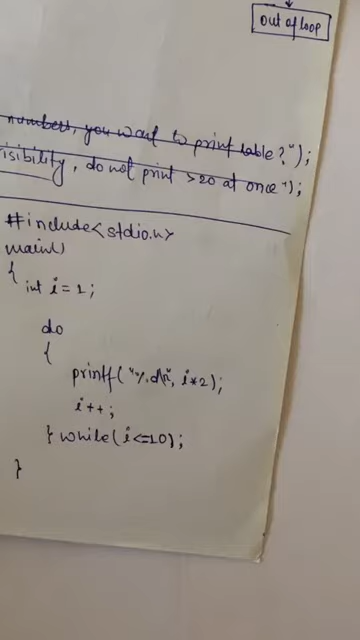 Out of loop
numbers, you want to print table?");
isibility, do not print >20 at once");
#include<stdio.h>
main()
{
int i=1;
do
{
printf("%d\n", i*2);
i++;
} while(i<=10);
}